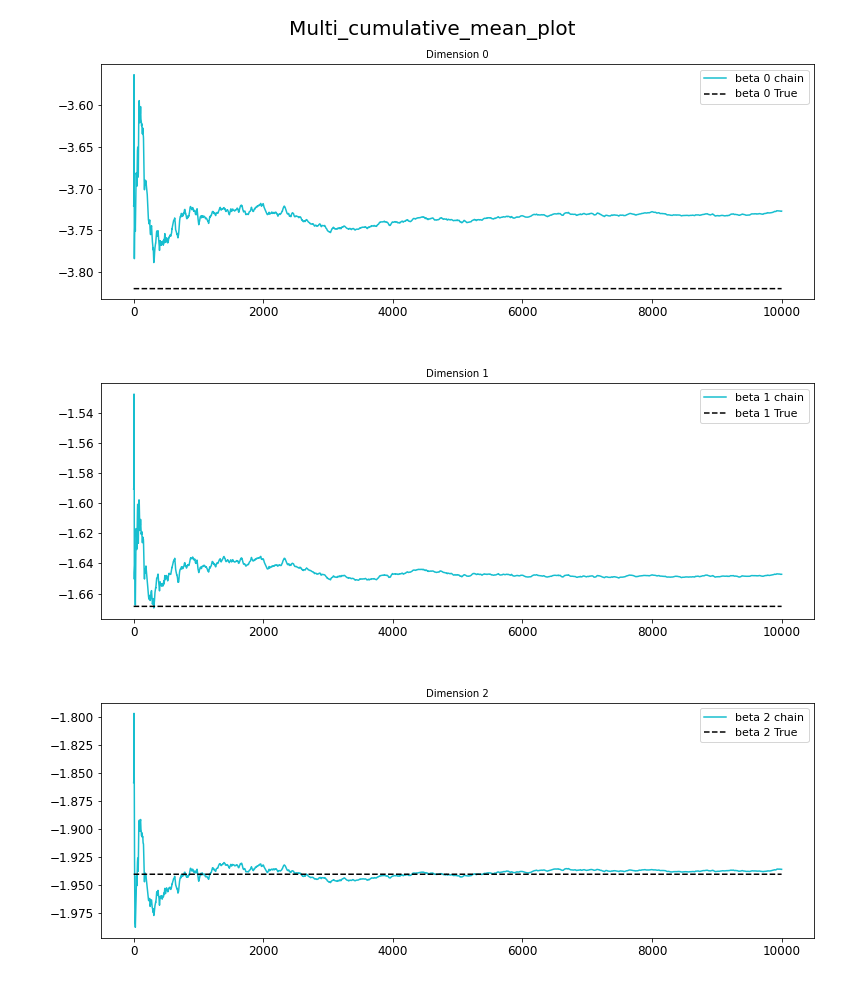 Multi_cumulative_mean_plot
Dimension 0
beta 0 chain
beta 0 True
−3.60
−3.65
−3.70
−3.75
−3.80
0 2000 4000 6000 8000 10000
Dimension 1
beta 1 chain
beta 1 True
−1.54
−1.56
−1.58
−1.60
−1.62
−1.64
−1.66
0 2000 4000 6000 8000 10000
Dimension 2
beta 2 chain
beta 2 True
−1.800
−1.825
−1.850
−1.875
−1.900
−1.925
−1.950
−1.975
0 2000 4000 6000 8000 10000